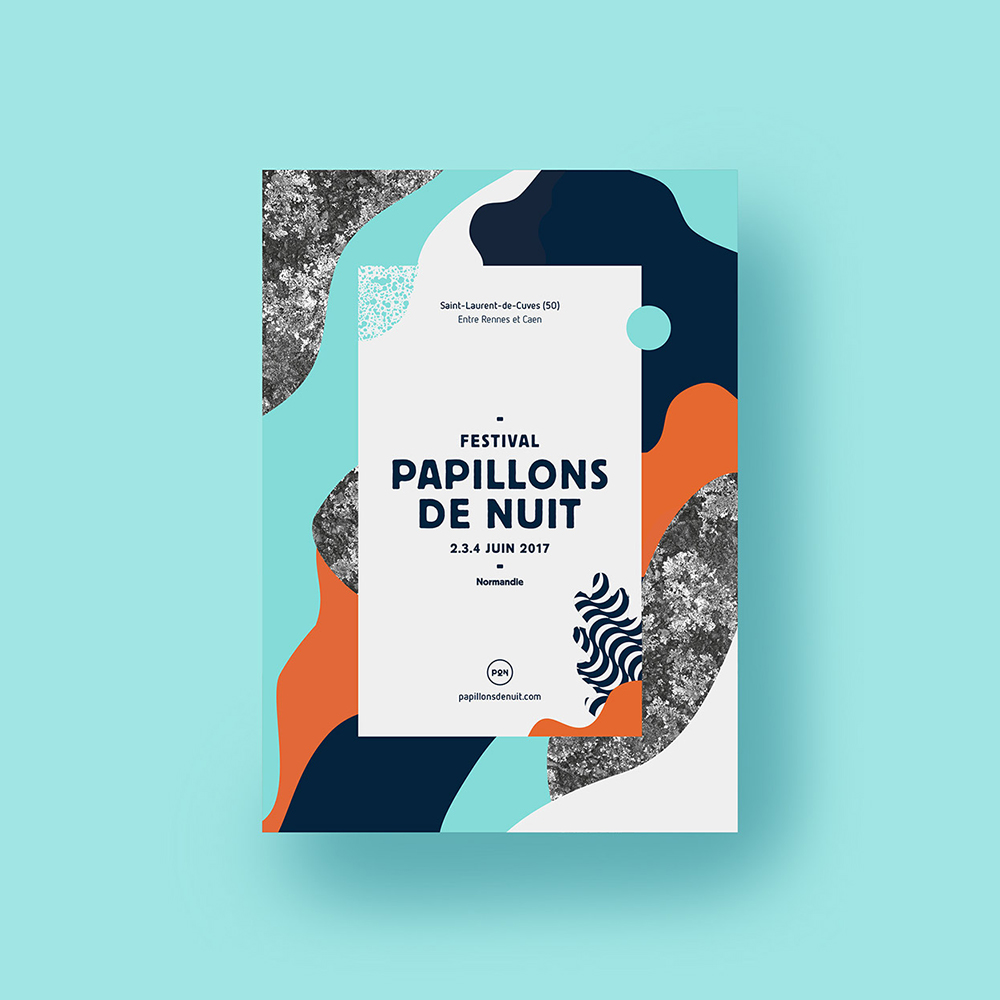 Saint-Laurent-de-Cuves (50)
Entre Rennes et Caen
FESTIVAL
PAPILLONS
DE NUIT
2.3.4 JUIN 2017
Normandie
PON
papillonsdenuit.com